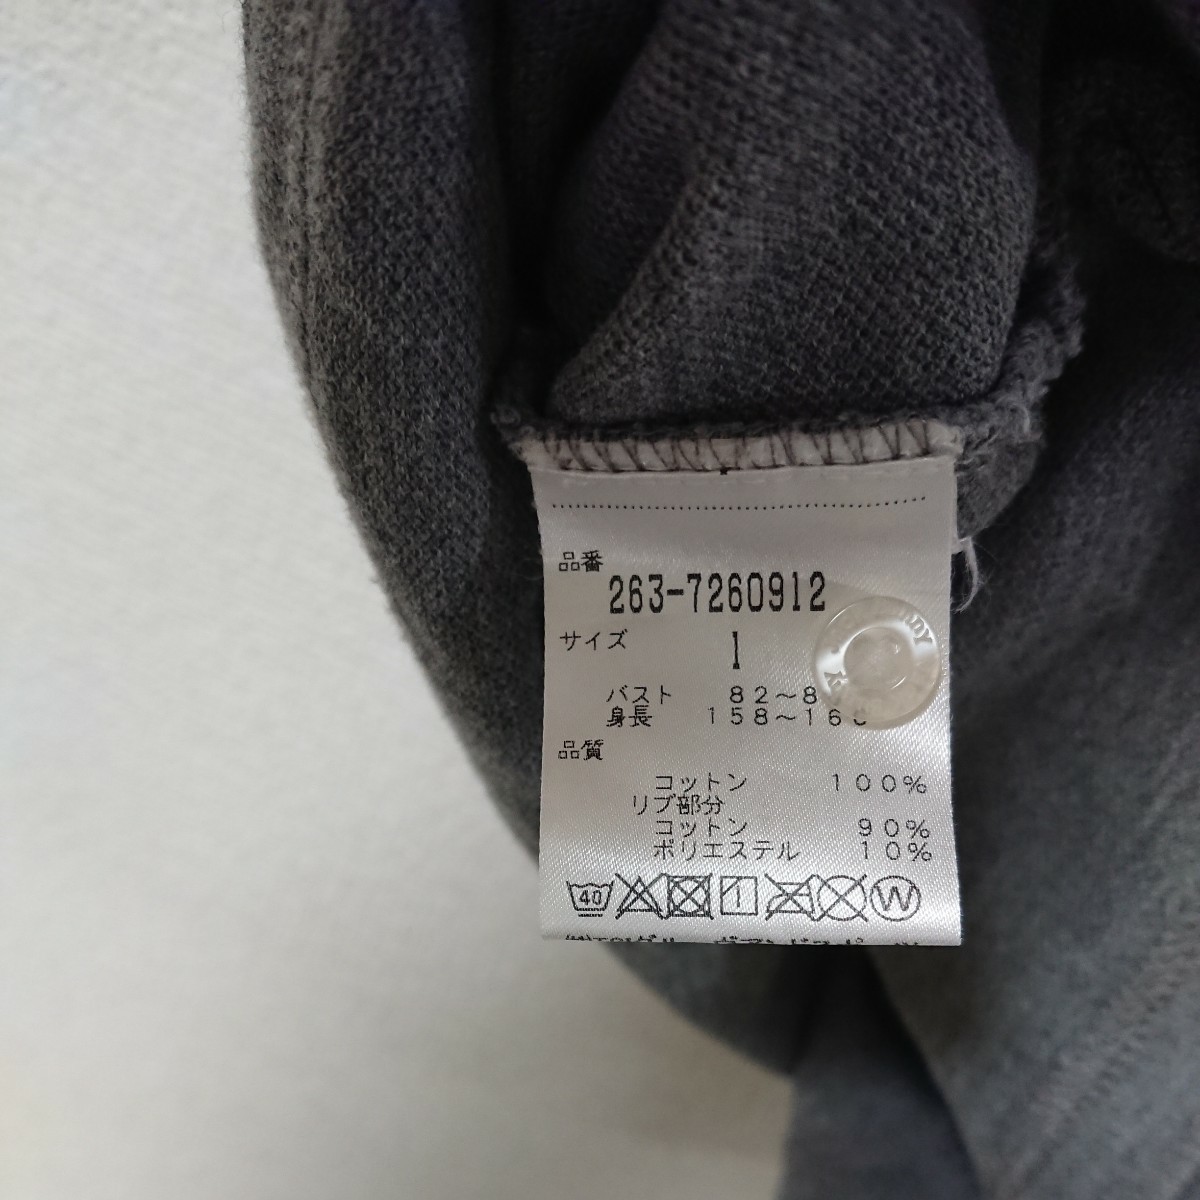 品番
263-7260912
サイズ 1
バスト 82～8
身長 158～16
品質
コットン 100%
リブ部分
コットン 90%
ポリエステル 10%
40 W